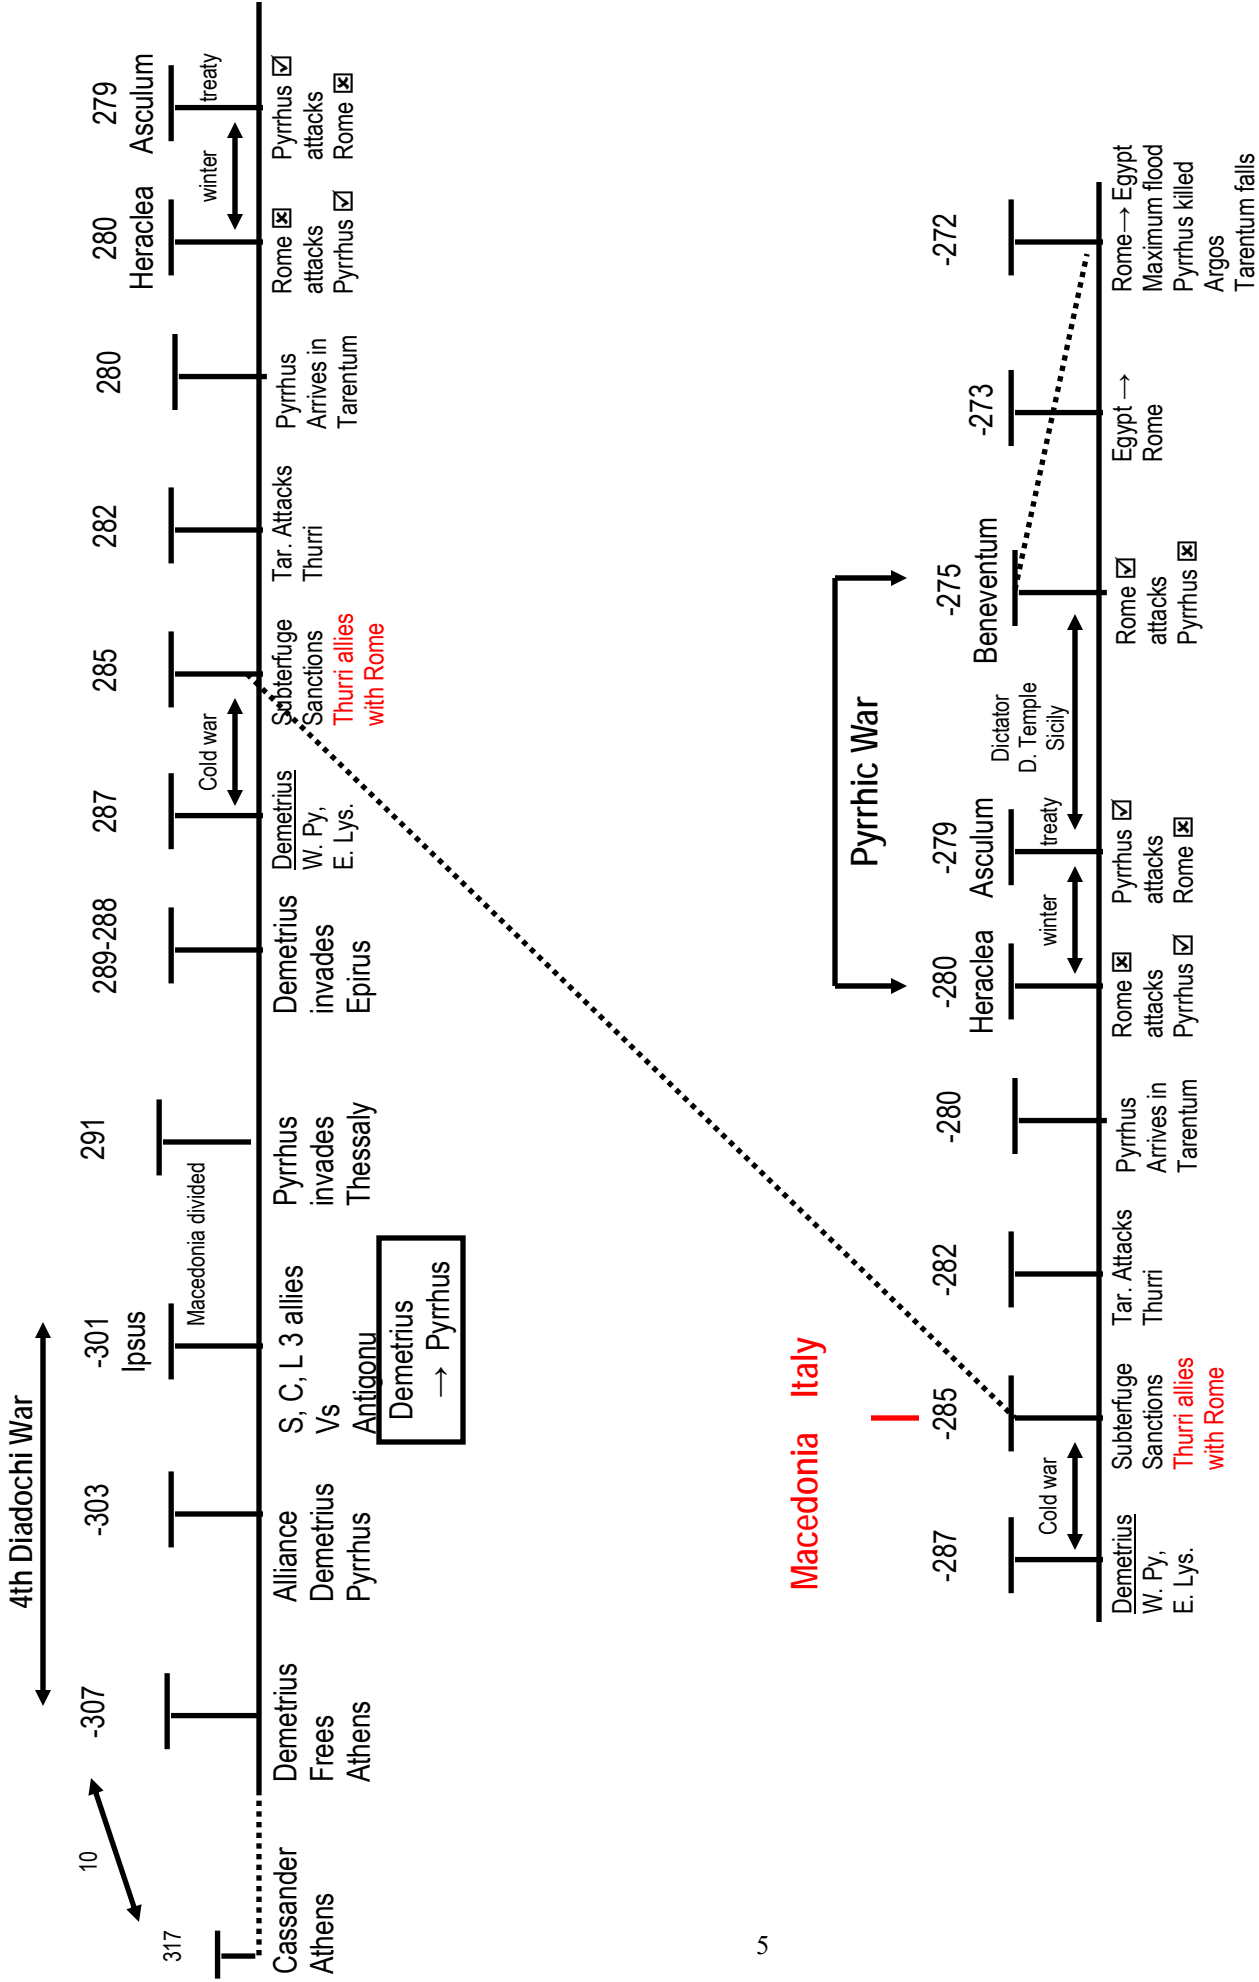 4th Diadochi War
10
317
Cassander
Athens
-307
Demetrius
Frees
Athens
-303
Alliance
Demetrius
Pyrrhus
-301
Ipsus
S, C, L 3 allies
Vs
Antigonu
Demetrius
→ Pyrrhus
Macedonia divided
291
Pyrrhus
invades
Thessaly
289-288
Demetrius
invades
Epirus
287
Demetrius
W. Py,
E. Lys.
Cold war
285
Subterfuge
Sanctions
Thurri allies
with Rome
282
Tar. Attacks
Thurri
280
Pyrrhus
Arrives in
Tarentum
280
Heraclea
Rome ☒
attacks
Pyrrhus ☑
winter
279
Asculum
treaty
Pyrrhus ☑
attacks
Rome ☒
Macedonia Italy
Pyrrhic War
-287
Demetrius
W. Py,
E. Lys.
Cold war
-285
Subterfuge
Sanctions
Thurri allies
with Rome
-282
Tar. Attacks
Thurri
-280
Pyrrhus
Arrives in
Tarentum
-280
Heraclea
Rome ☒
attacks
Pyrrhus ☑
winter
-279
Asculum
treaty
Pyrrhus ☑
attacks
Rome ☒
Dictator
D. Temple
Sicily
-275
Beneventum
Rome ☑
attacks
Pyrrhus ☒
-273
Egypt →
Rome
-272
Rome→ Egypt
Maximum flood
Pyrrhus killed
Argos
Tarentum falls
5